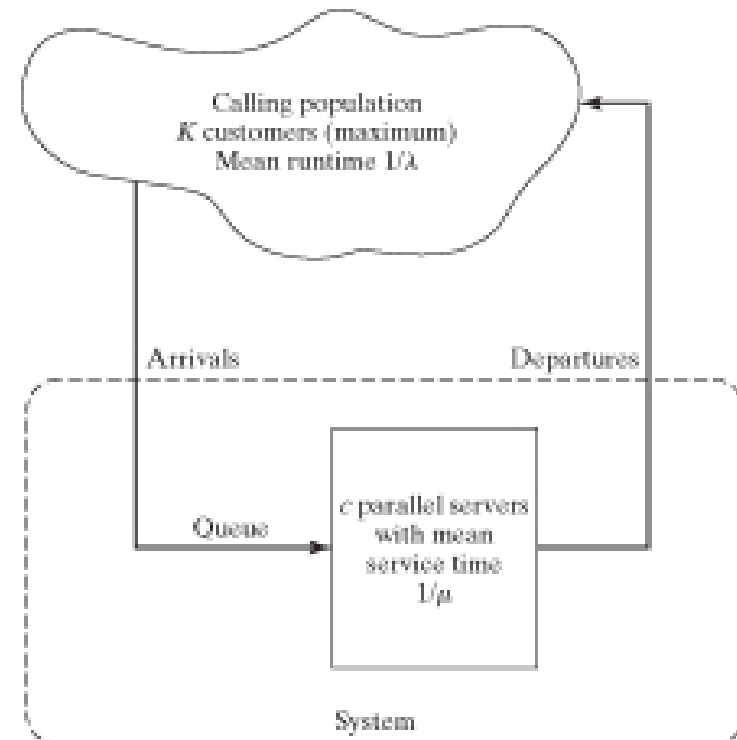 Calling population
K customers (maximum)
Mean runtime 1/λ
Arrivals
Departures
Queue
c parallel servers
with mean
service time
1/μ
System